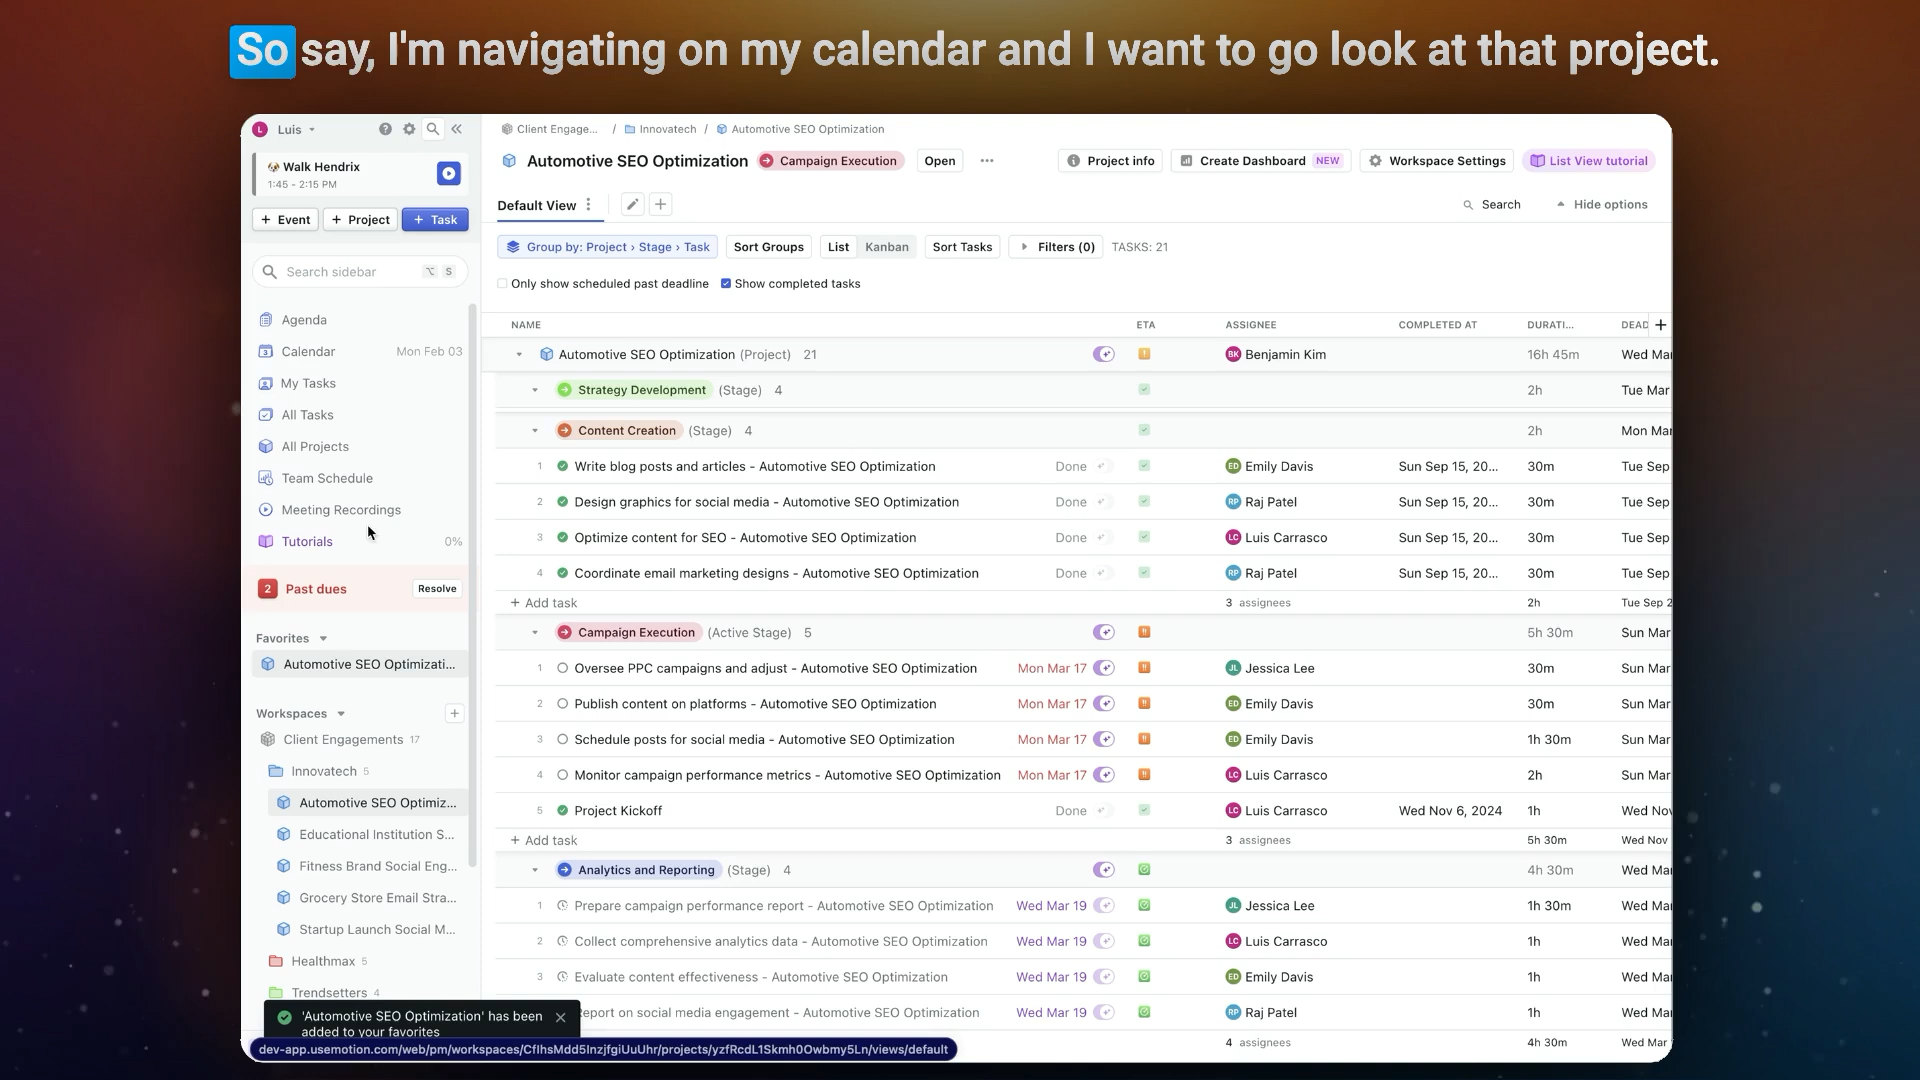 So say, I'm navigating on my calendar and I want to go look at that project.
L Luis
🐶 Walk Hendrix
1:45 - 2:15 PM
+ Event + Project + Task
Search sidebar ⌥ S
Agenda
Calendar Mon Feb 03
My Tasks
All Tasks
All Projects
Team Schedule
Meeting Recordings
Tutorials 0%
2 Past dues Resolve
Favorites
Automotive SEO Optimizati...
Workspaces
Client Engagements 17
Innovatech 5
Automotive SEO Optimiz...
Educational Institution S...
Fitness Brand Social Eng...
Grocery Store Email Stra...
Startup Launch Social M...
Healthmax 5
Trendsetters 4
'Automotive SEO Optimization' has been
added to your favorites
dev-app.usemotion.com/web/pm/workspaces/CfIhsMdd5InzjfgiUuUhr/projects/yzfRcdL1Skmh0Owbmy5Ln/views/default
Client Engage... / Innovatech / Automotive SEO Optimization
Automotive SEO Optimization Campaign Execution Open ... Project info Create Dashboard NEW Workspace Settings List View tutorial
Default View Search Hide options
Group by: Project › Stage › Task Sort Groups List Kanban Sort Tasks Filters (0) TASKS: 21
Only show scheduled past deadline Show completed tasks
NAME ETA ASSIGNEE COMPLETED AT DURATI... DEAD +
Automotive SEO Optimization (Project) 21 BK Benjamin Kim 16h 45m Wed Mar
Strategy Development (Stage) 4 2h Tue Mar
Content Creation (Stage) 4 2h Mon Mar
1 Write blog posts and articles - Automotive SEO Optimization Done ED Emily Davis Sun Sep 15, 20... 30m Tue Sep
2 Design graphics for social media - Automotive SEO Optimization Done RP Raj Patel Sun Sep 15, 20... 30m Tue Sep
3 Optimize content for SEO - Automotive SEO Optimization Done LC Luis Carrasco Sun Sep 15, 20... 30m Tue Sep
4 Coordinate email marketing designs - Automotive SEO Optimization Done RP Raj Patel Sun Sep 15, 20... 30m Tue Sep
+ Add task 3 assignees 2h Tue Sep 2
Campaign Execution (Active Stage) 5 5h 30m Sun Mar
1 Oversee PPC campaigns and adjust - Automotive SEO Optimization Mon Mar 17 JL Jessica Lee 30m Sun Mar
2 Publish content on platforms - Automotive SEO Optimization Mon Mar 17 ED Emily Davis 30m Sun Mar
3 Schedule posts for social media - Automotive SEO Optimization Mon Mar 17 ED Emily Davis 1h 30m Sun Mar
4 Monitor campaign performance metrics - Automotive SEO Optimization Mon Mar 17 LC Luis Carrasco 2h Sun Mar
5 Project Kickoff Done LC Luis Carrasco Wed Nov 6, 2024 1h Wed Nov
+ Add task 3 assignees 5h 30m Wed Nov
Analytics and Reporting (Stage) 4 4h 30m Wed Mar
1 Prepare campaign performance report - Automotive SEO Optimization Wed Mar 19 JL Jessica Lee 1h 30m Wed Mar
2 Collect comprehensive analytics data - Automotive SEO Optimization Wed Mar 19 LC Luis Carrasco 1h Wed Mar
3 Evaluate content effectiveness - Automotive SEO Optimization Wed Mar 19 ED Emily Davis 1h Wed Mar
Report on social media engagement - Automotive SEO Optimization Wed Mar 19 RP Raj Patel 1h Wed Mar
4 assignees 4h 30m Wed Mar